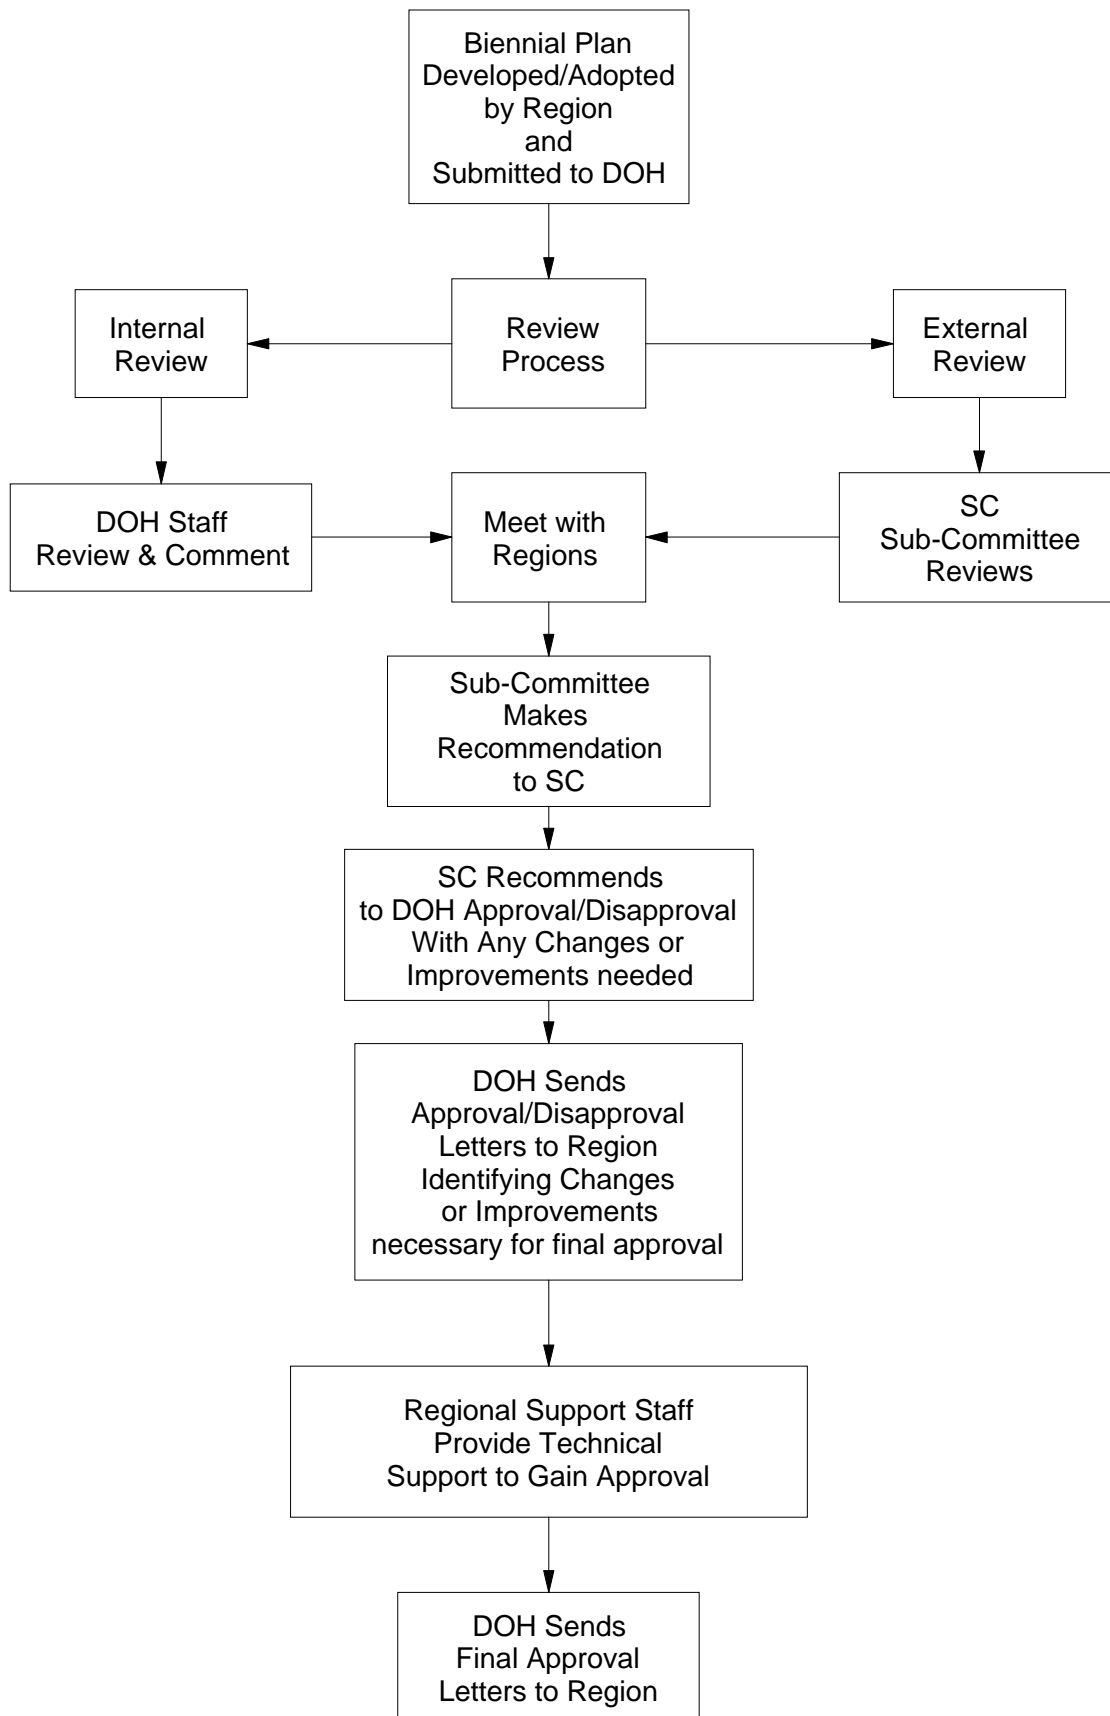 Biennial Plan
Developed/Adopted
by Region
and
Submitted to DOH
Internal
Review
Review
Process
External
Review
DOH Staff
Review & Comment
Meet with
Regions
SC
Sub-Committee
Reviews
Sub-Committee
Makes
Recommendation
to SC
SC Recommends
to DOH Approval/Disapproval
With Any Changes or
Improvements needed
DOH Sends
Approval/Disapproval
Letters to Region
Identifying Changes
or Improvements
necessary for final approval
Regional Support Staff
Provide Technical
Support to Gain Approval
DOH Sends
Final Approval
Letters to Region